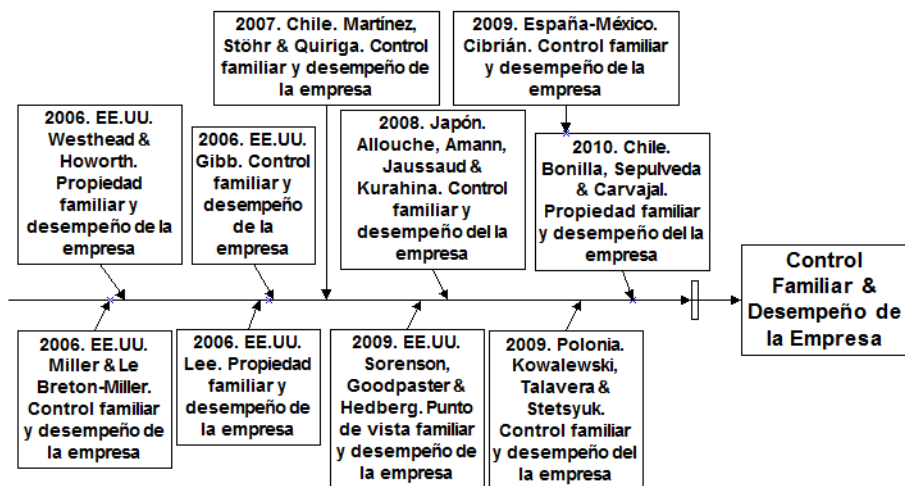 2007. Chile. Martínez,
Stöhr & Quiriga. Control
familiar y desempeño de
la empresa
2009. España-México.
Cibrián. Control familiar
y desempeño de la
empresa
2006. EE.UU.
Westhead &
Howorth.
Propiedad
familiar y
desempeño de la
empresa
2006. EE.UU.
Gibb. Control
familiar y
desempeño
de la
empresa
2008. Japón.
Allouche, Amann,
Jaussaud &
Kurahina. Control
familiar y
desempeño del la
empresa
2010. Chile.
Bonilla, Sepulveda
& Carvajal.
Propiedad familiar
y desempeño del la
empresa
Control
Familiar &
Desempeño de
la Empresa
2006. EE.UU.
Miller & Le
Breton-Miller.
Control familiar
y desempeño de
la empresa
2006. EE.UU.
Lee. Propiedad
familiar y
desempeño de
la empresa
2009. EE.UU.
Sorenson,
Goodpaster &
Hedberg. Punto
de vista familiar
y desempeño de
la empresa
2009. Polonia.
Kowalewski,
Talavera &
Stetsyuk.
Control familiar
y desempeño del
la empresa